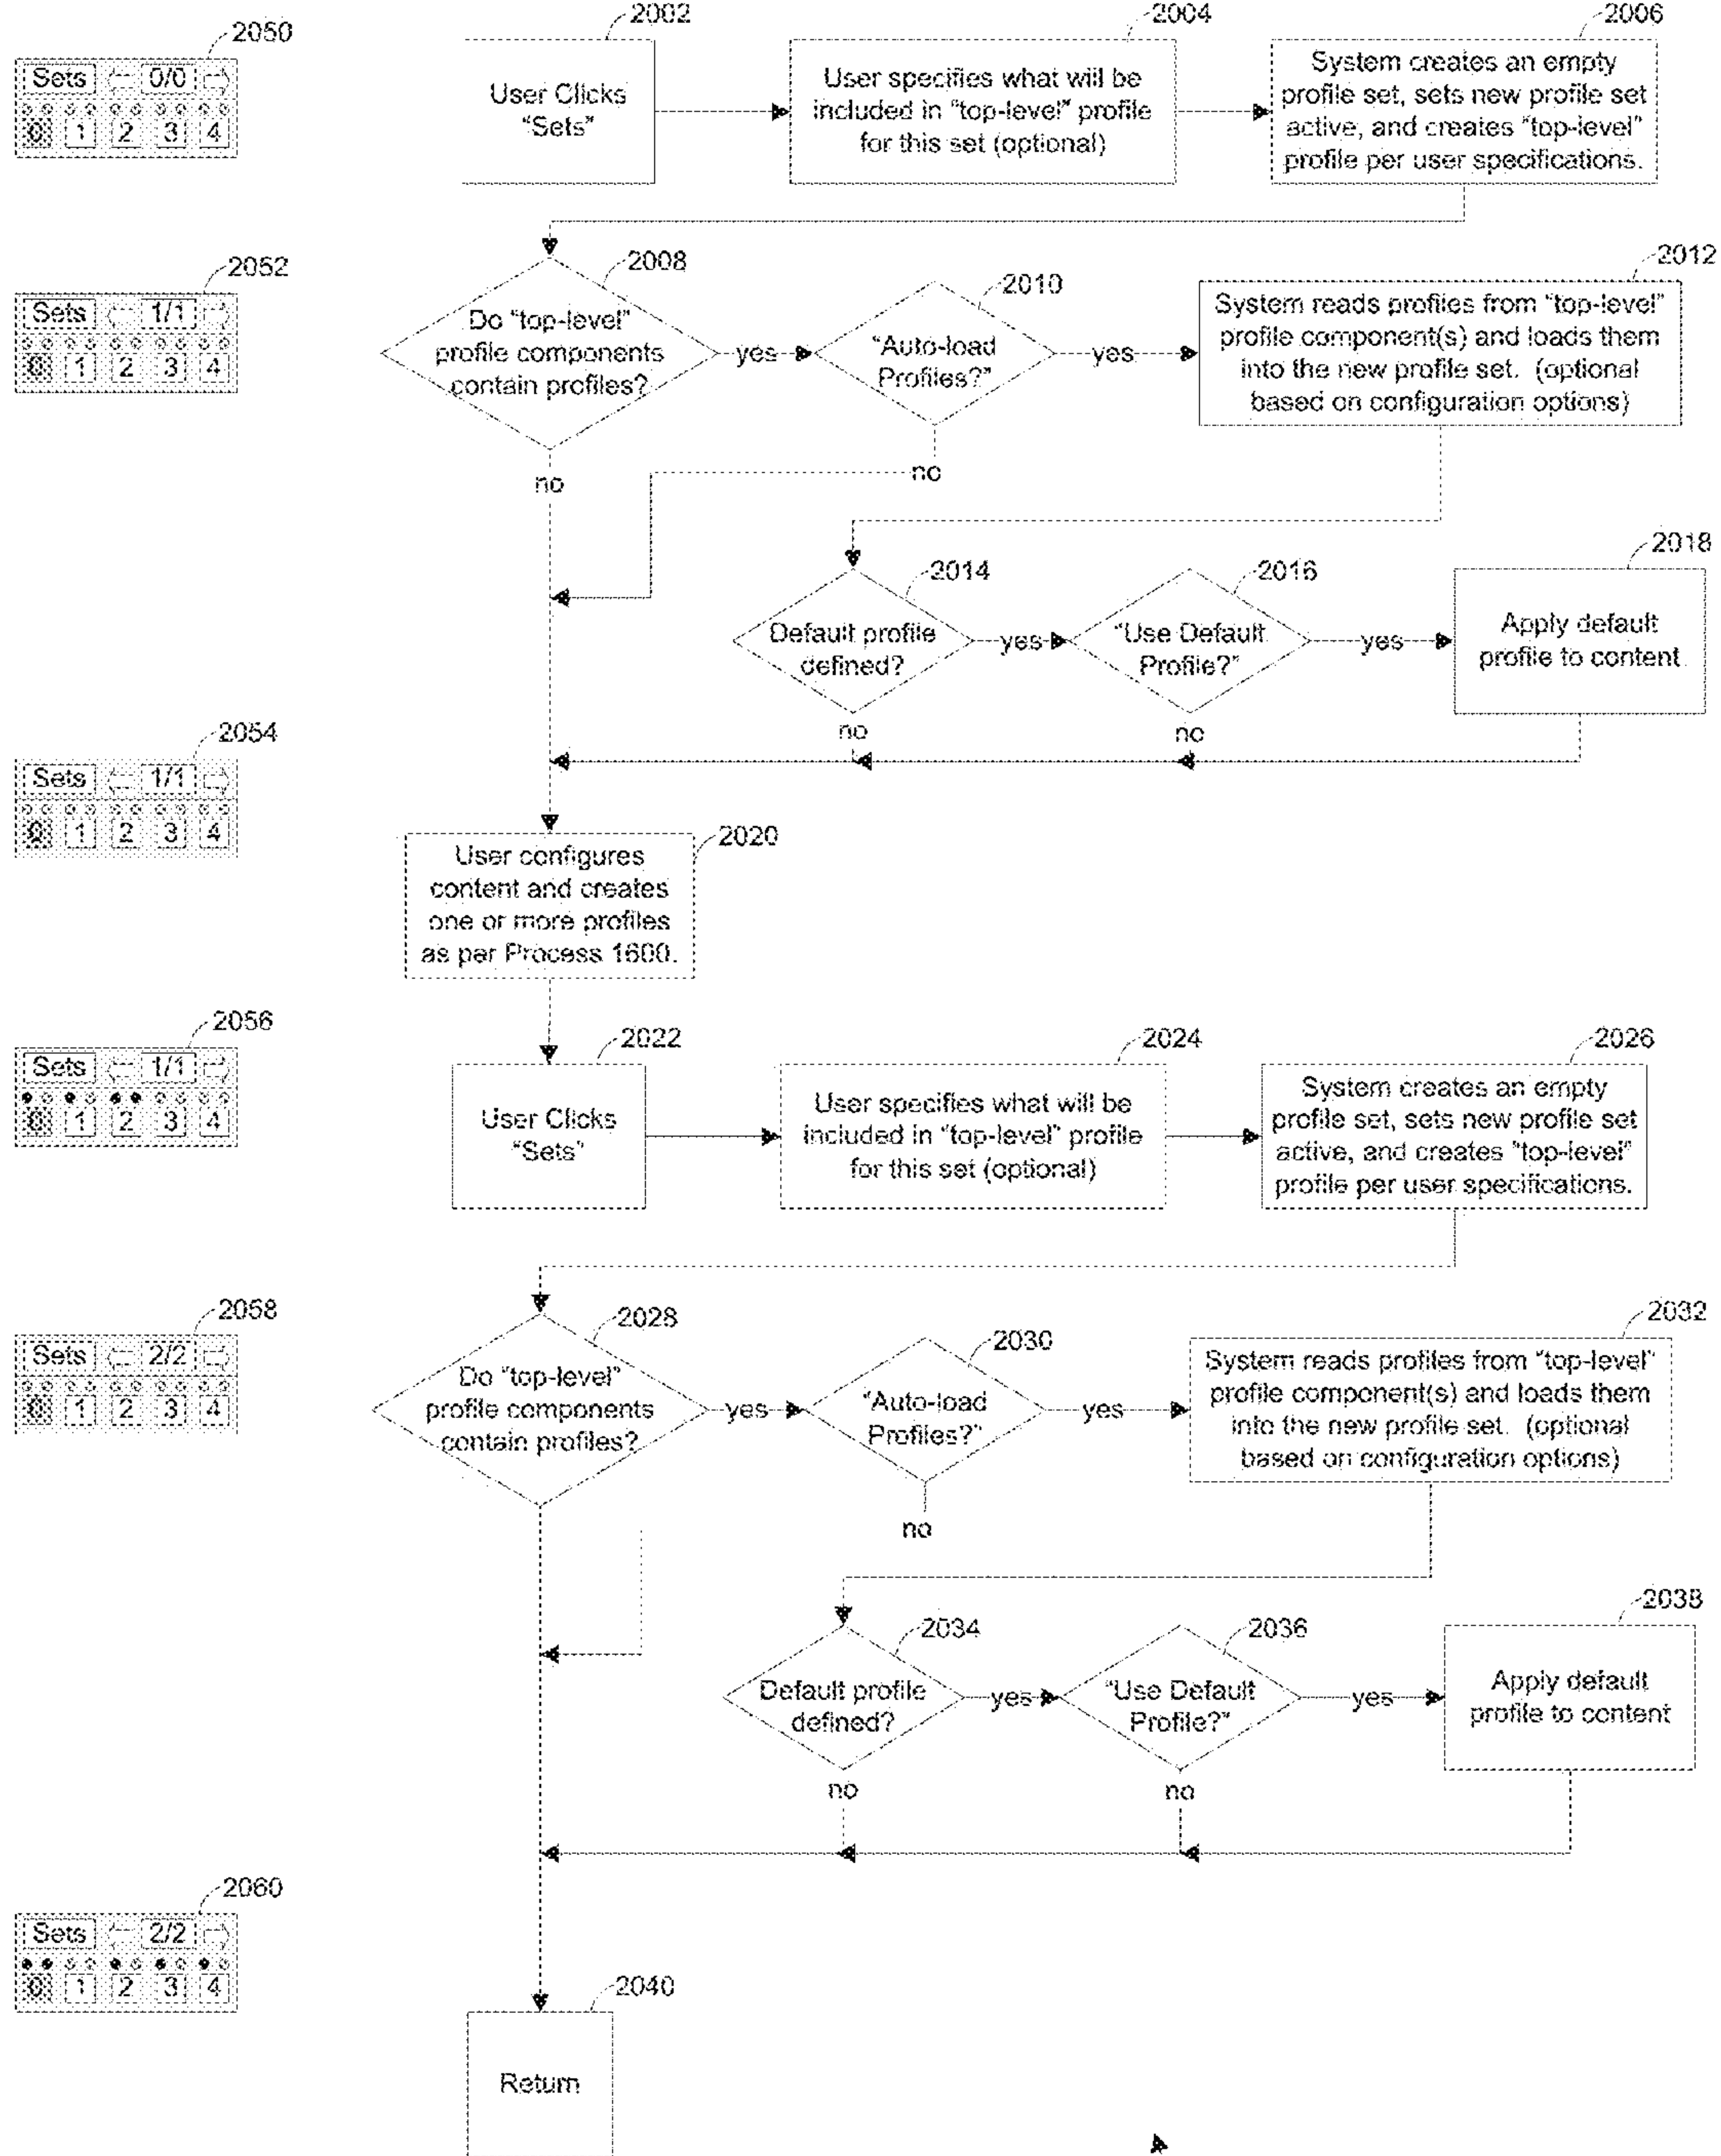 2050
Sets 0/0
0 1 2 3 4
2002
User Clicks
"Sets"
2004
User specifies what will be
included in "top-level" profile
for this set (optional)
2006
System creates an empty
profile set, sets new profile set
active, and creates "top-level"
profile per user specifications.
2052
Sets 1/1
0 1 2 3 4
2008
Do "top-level"
profile components
contain profiles?
yes
no
2010
"Auto-load
Profiles?"
yes
no
2012
System reads profiles from "top-level"
profile component(s) and loads them
into the new profile set. (optional
based on configuration options)
2014
Default profile
defined?
yes
no
2016
"Use Default
Profile?"
yes
no
2018
Apply default
profile to content
2054
Sets 1/1
0 1 2 3 4
2020
User configures
content and creates
one or more profiles
as per Process 1600.
2056
Sets 1/1
0 1 2 3 4
2022
User Clicks
"Sets"
2024
User specifies what will be
included in "top-level" profile
for this set (optional)
2026
System creates an empty
profile set, sets new profile set
active, and creates "top-level"
profile per user specifications.
2058
Sets 2/2
0 1 2 3 4
2028
Do "top-level"
profile components
contain profiles?
yes
2030
"Auto-load
Profiles?"
yes
no
2032
System reads profiles from "top-level"
profile component(s) and loads them
into the new profile set. (optional
based on configuration options)
2034
Default profile
defined?
yes
no
2036
"Use Default
Profile?"
yes
no
2038
Apply default
profile to content
2060
Sets 2/2
0 1 2 3 4
2040
Return